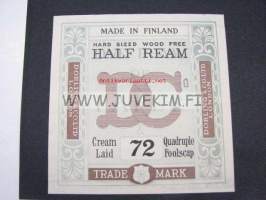 MADE IN FINLAND
HARD SIZED WOOD FREE
HALF REAM
DC
WWW.JUVEKIM.FI
Cream Laid
72
Quadruple Foolscap
TRADE MARK